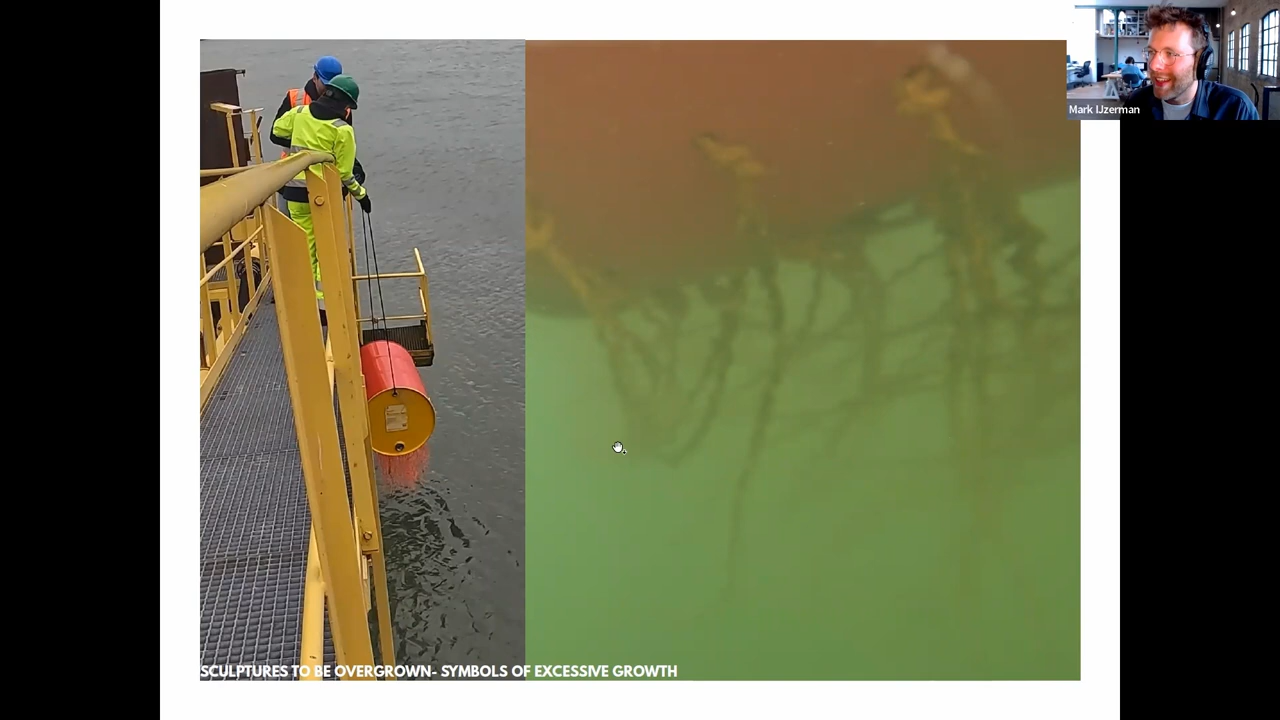 Mark IJzerman
SCULPTURES TO BE OVERGROWN- SYMBOLS OF EXCESSIVE GROWTH